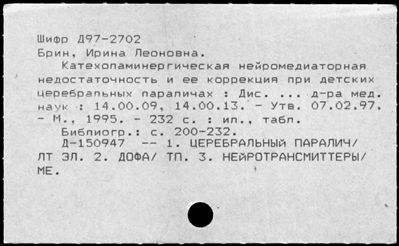 Шифр Д97-2702
Брин, Ирина Леоновна.
Катехоламинергическая нейромедиаторная
недостаточность и ее коррекция при детских
церебральных параличах : Дис. ... д-ра мед.
наук : 14.00.09, 14.00.13. - Утв. 07.02.97.
- М., 1995. - 232 с. : ил., табл.
Библиогр.: с. 200-232.
Д-150947 -- 1. ЦЕРЕБРАЛЬНЫЙ ПАРАЛИЧ/
ЛТ ЭЛ. 2. ДОФА/ ТП. 3. НЕЙРОТРАНСМИТТЕРЫ/
МЕ.